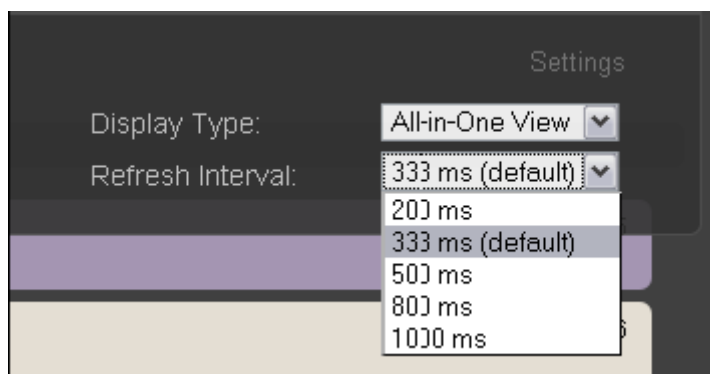 Settings
Display Type: All-in-One View
Refresh Interval: 333 ms (default)
200 ms
333 ms (default)
500 ms
800 ms
1000 ms